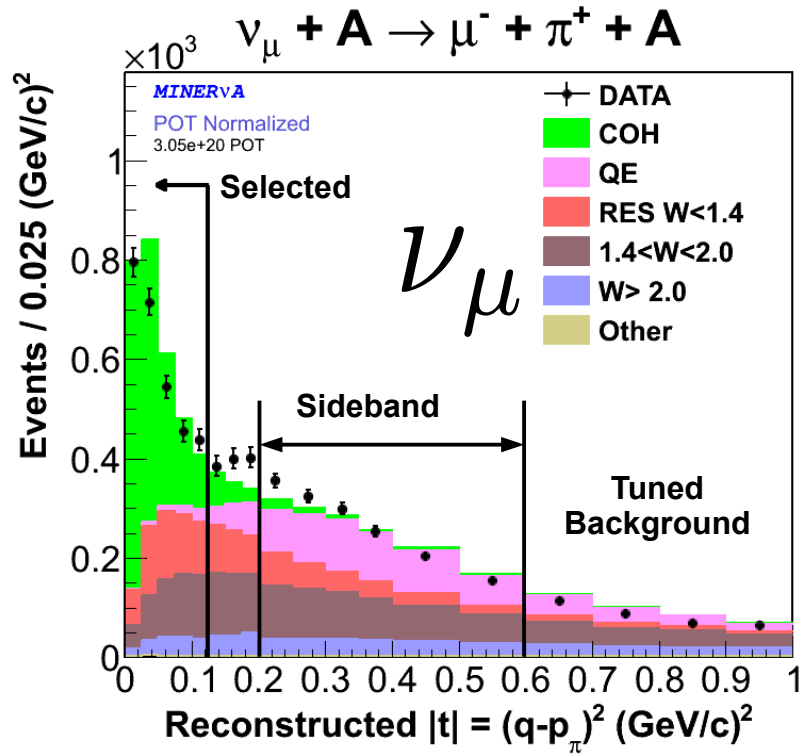 νμ + A → μ- + π+ + A
×10³
MINERνA
POT Normalized
3.05e+20 POT
Selected
DATA
COH
QE
RES W<1.4
1.4<W<2.0
W> 2.0
Other
νμ
Sideband
Tuned
Background
Events / 0.025 (GeV/c)²
1
0.8
0.6
0.4
0.2
0
0 0.1 0.2 0.3 0.4 0.5 0.6 0.7 0.8 0.9 1
Reconstructed |t| = (q-pπ)² (GeV/c)²